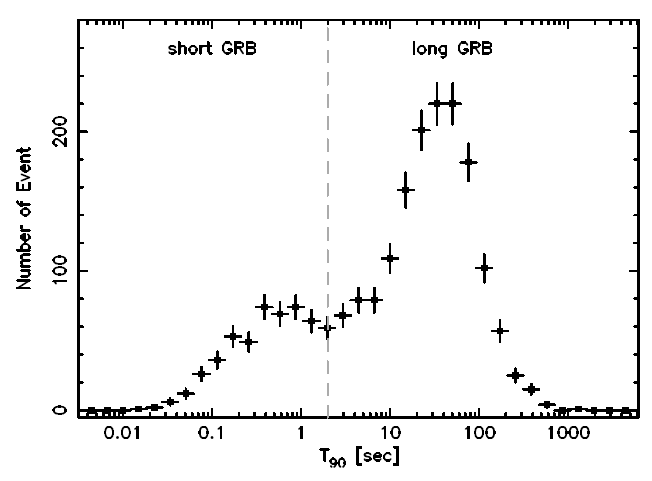 short GRB
long GRB
Number of Event
200
100
0
0.01 0.1 1 10 100 1000
T90 [sec]